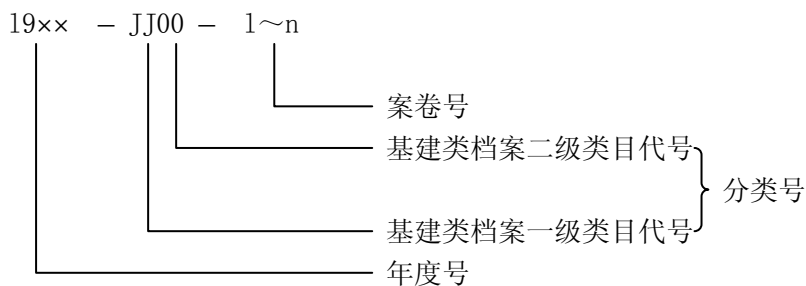 19×× － JJ00 － 1～n
案卷号
基建类档案二级类目代号
分类号
基建类档案一级类目代号
年度号